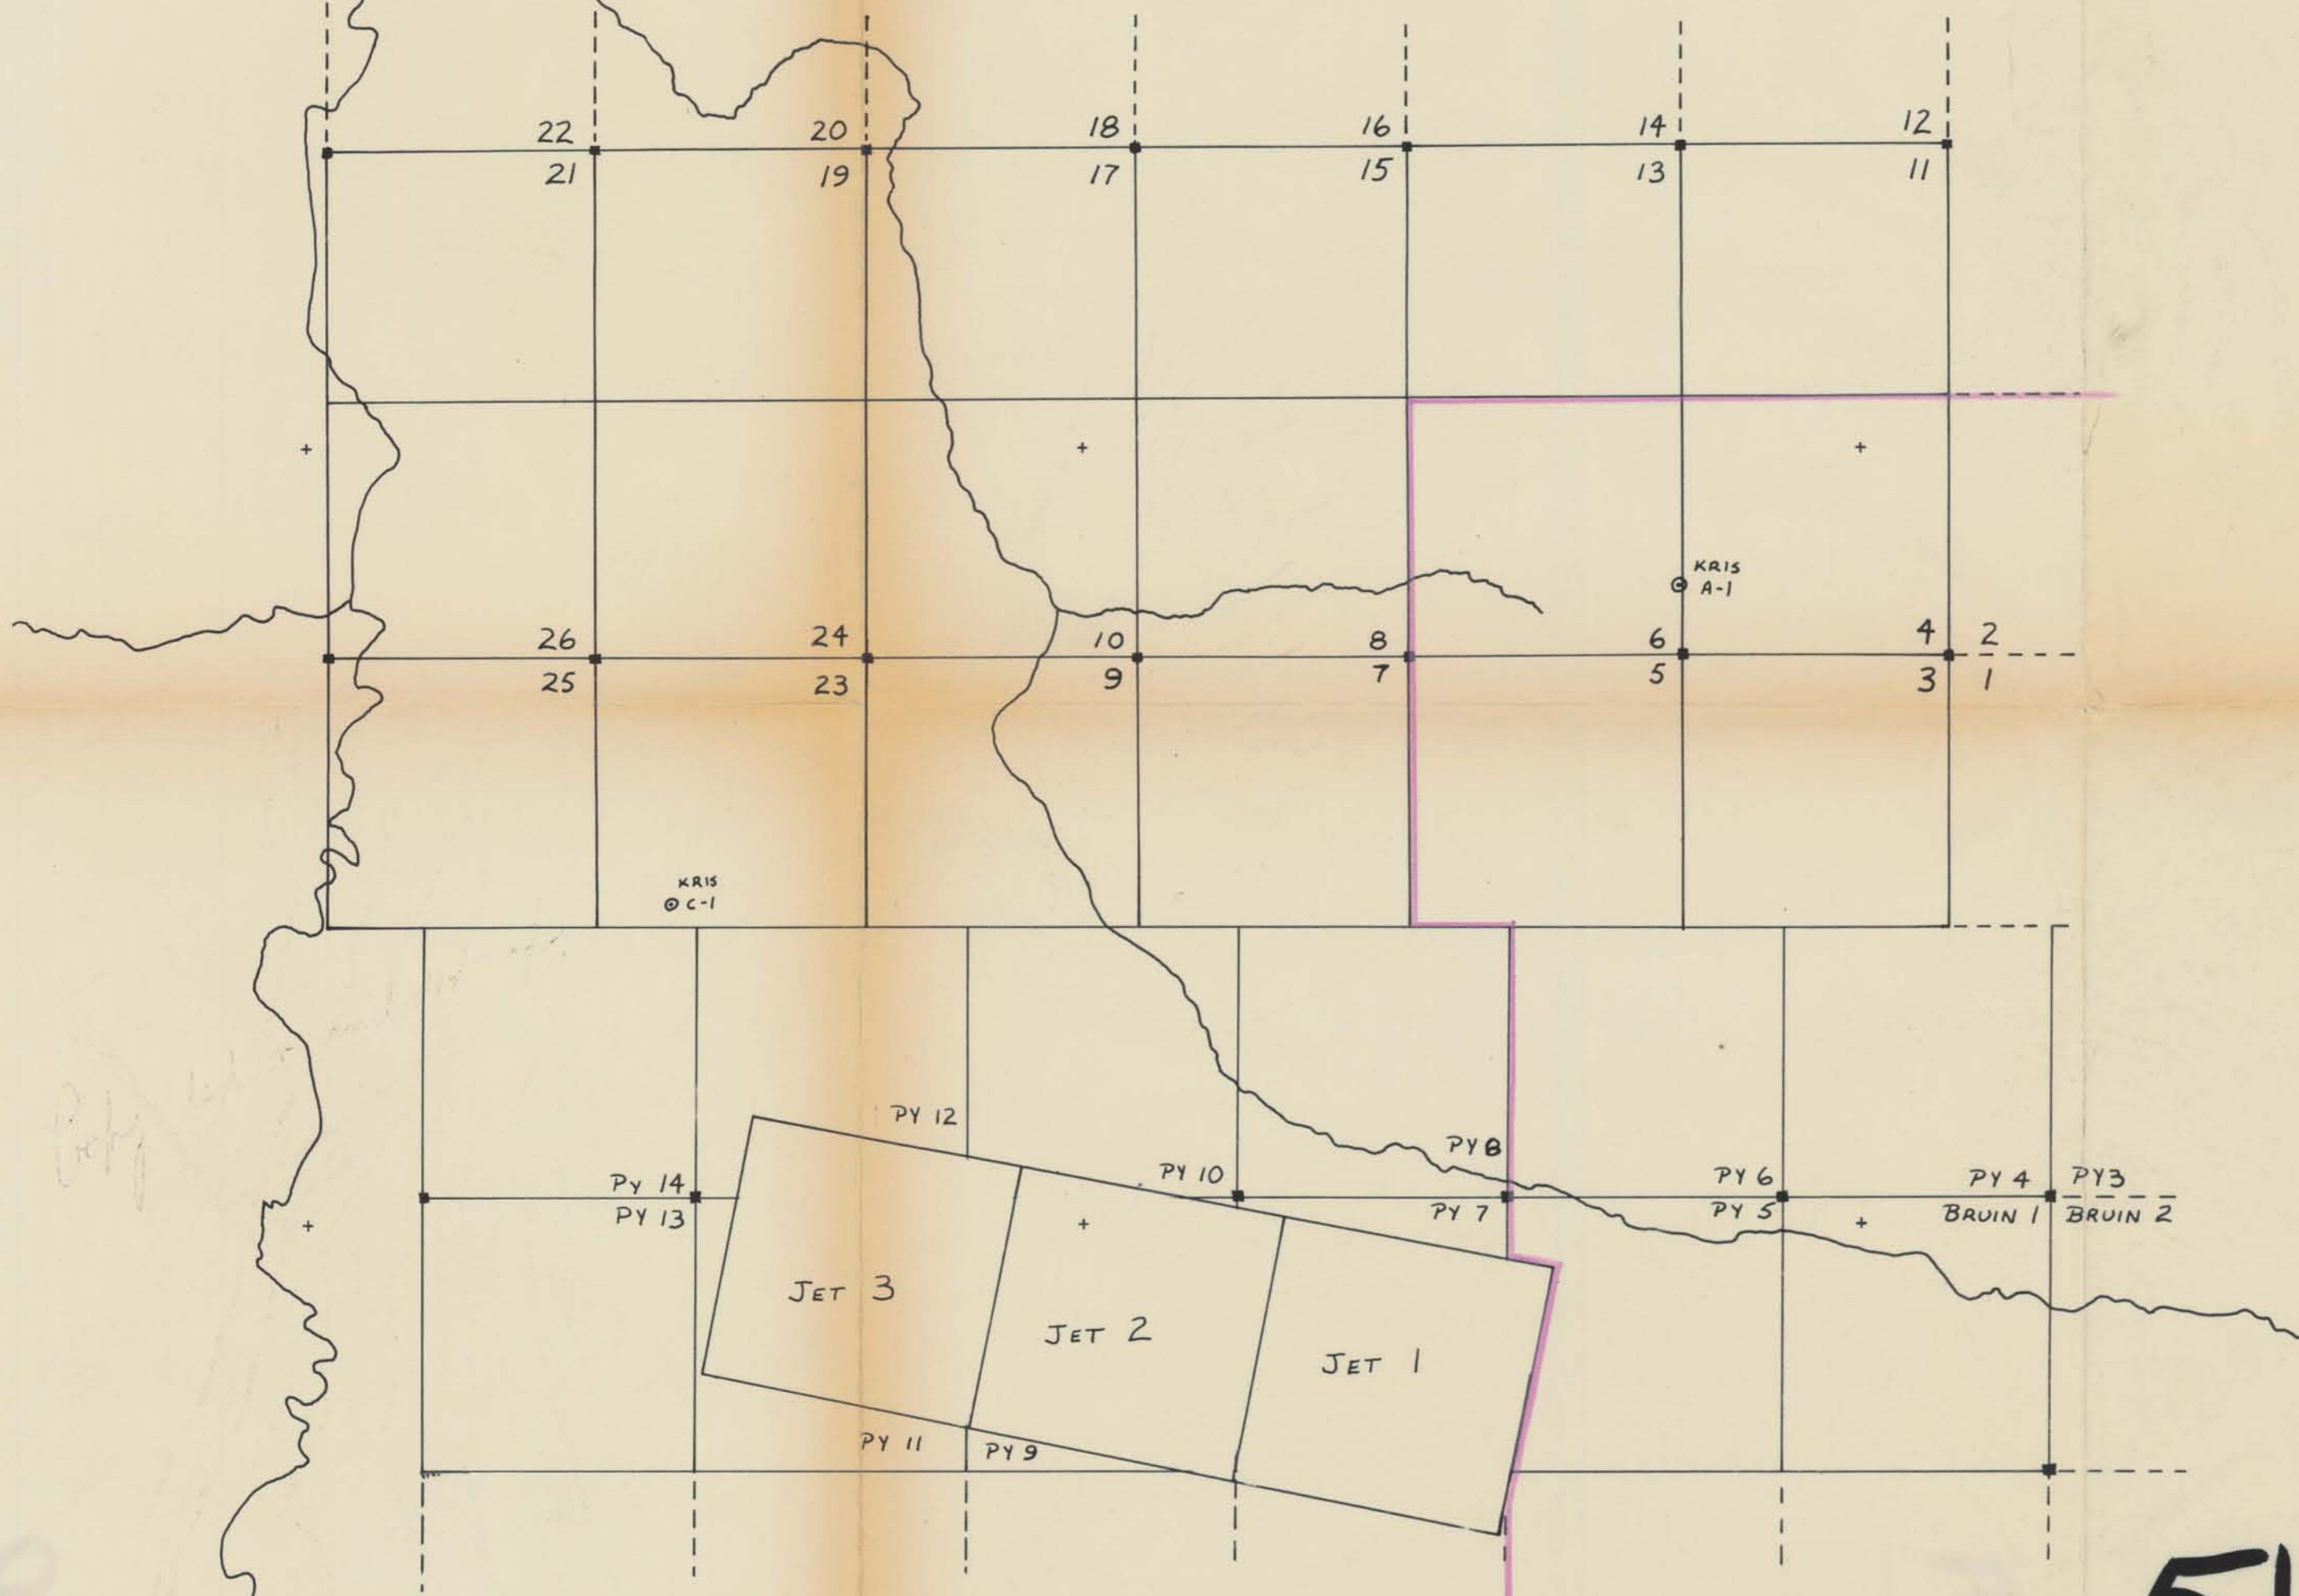 22 20 18 16 14 12
21 19 17 15 13 11
KRIS
A-1
26 24 10 8 6 4 2
25 23 9 7 5 3 1
KRIS
C-1
PY 12
PY 8
PY 14 PY 10 PY 6 PY 4 PY3
PY 13 PY 7 PY 5 BRUIN 1 BRUIN 2
JET 3
JET 2
JET 1
PY 11 PY 9